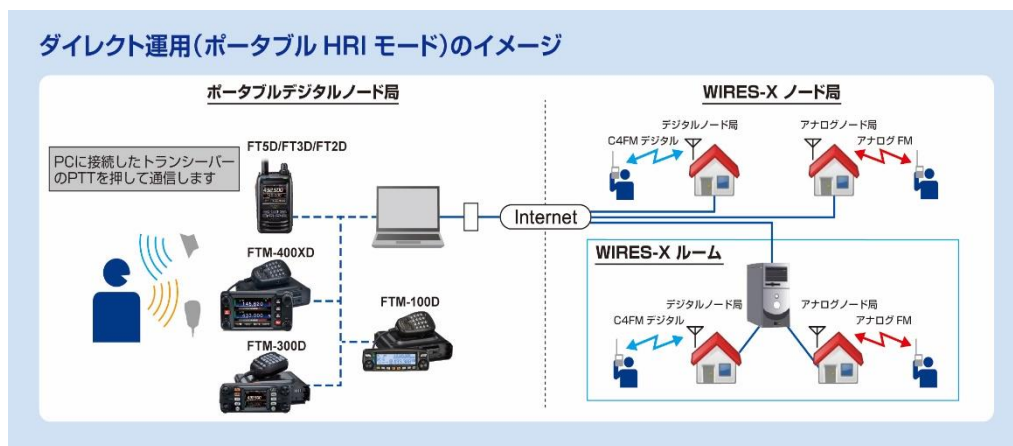 ダイレクト運用(ポータブル HRI モード)のイメージ
ポータブルデジタルノード局
PCに接続したトランシーバー
のPTTを押して通信します
FT5D/FT3D/FT2D
FTM-400XD
FTM-300D
FTM-100D
Internet
WIRES-X ノード局
デジタルノード局
C4FM デジタル
アナログノード局
アナログ FM
WIRES-X ルーム
デジタルノード局
C4FM デジタル
アナログノード局
アナログ FM